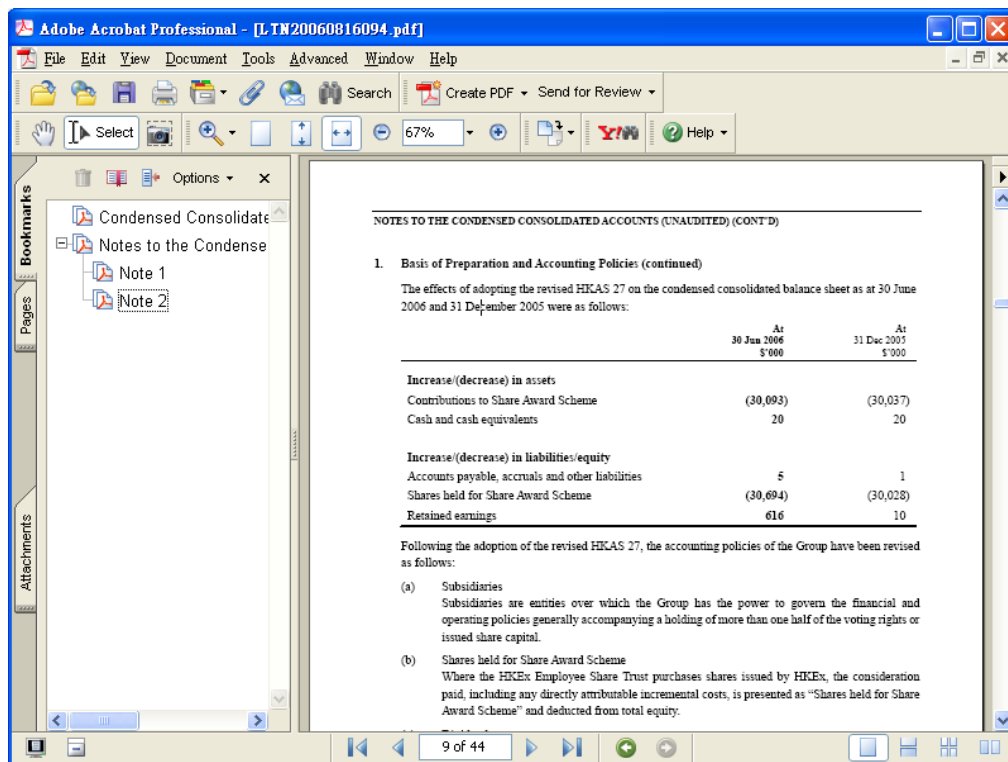 Adobe Acrobat Professional - [LTN20060816094.pdf]
File Edit View Document Tools Advanced Window Help
Search Create PDF Send for Review
Select 67% Y! Help
Bookmarks
Pages
Attachments
Options x
Condensed Consolidate
Notes to the Condense
Note 1
Note 2
NOTES TO THE CONDENSED CONSOLIDATED ACCOUNTS (UNAUDITED) (CONT'D)
1. Basis of Preparation and Accounting Policies (continued)
The effects of adopting the revised HKAS 27 on the condensed consolidated balance sheet as at 30 June
2006 and 31 December 2005 were as follows:
At At
30 Jun 2006 31 Dec 2005
$'000 $'000
Increase/(decrease) in assets
Contributions to Share Award Scheme (30,093) (30,037)
Cash and cash equivalents 20 20
Increase/(decrease) in liabilities/equity
Accounts payable, accruals and other liabilities 5 1
Shares held for Share Award Scheme (30,694) (30,028)
Retained earnings 616 10
Following the adoption of the revised HKAS 27, the accounting policies of the Group have been revised
as follows:
(a) Subsidiaries
Subsidiaries are entities over which the Group has the power to govern the financial and
operating policies generally accompanying a holding of more than one half of the voting rights or
issued share capital.
(b) Shares held for Share Award Scheme
Where the HKEx Employee Share Trust purchases shares issued by HKEx, the consideration
paid, including any directly attributable incremental costs, is presented as “Shares held for Share
Award Scheme” and deducted from total equity.
9 of 44